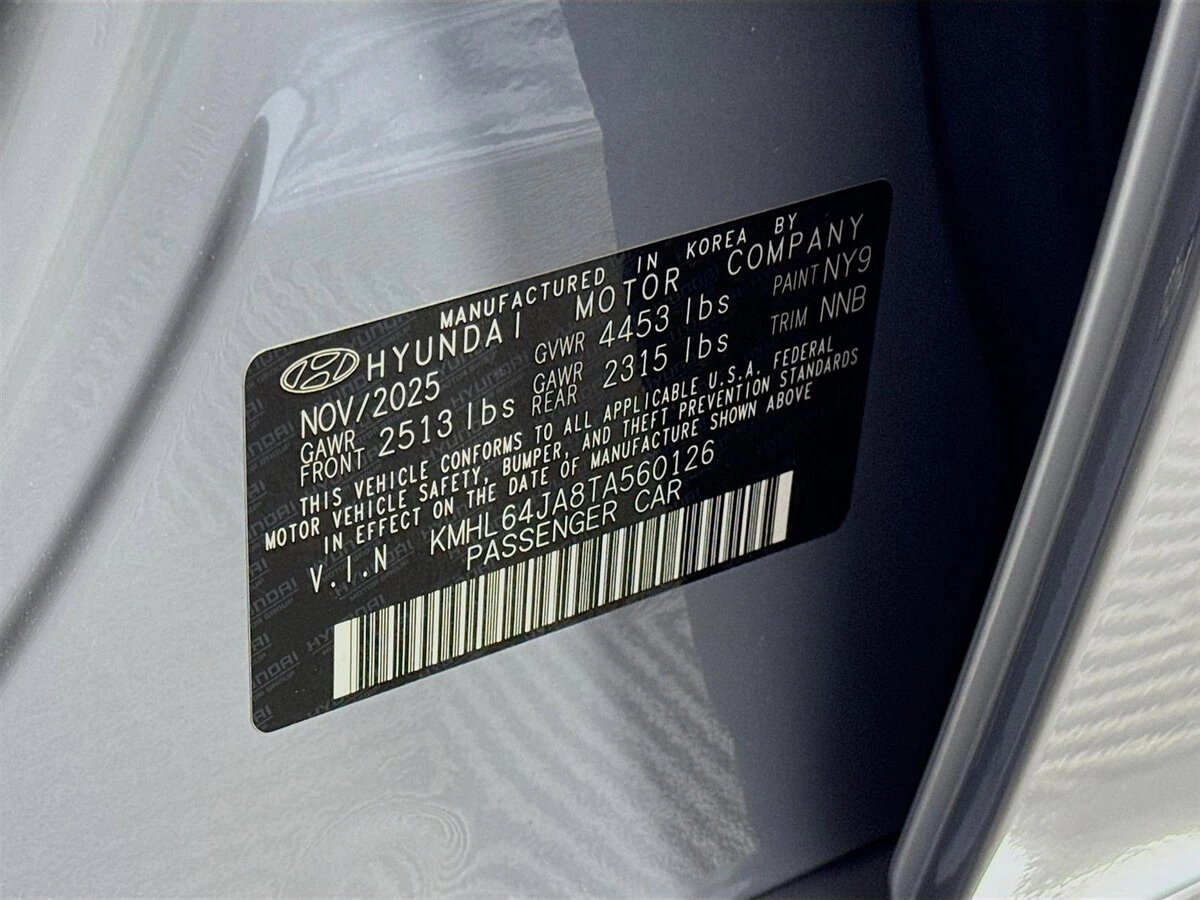 MANUFACTURED IN KOREA BY
HYUNDAI MOTOR COMPANY
NOV/2025 GVWR 4453 lbs PAINT NY9
GAWR FRONT 2513 lbs GAWR REAR 2315 lbs TRIM NNB
THIS VEHICLE CONFORMS TO ALL APPLICABLE U.S.A. FEDERAL
MOTOR VEHICLE SAFETY, BUMPER, AND THEFT PREVENTION STANDARDS
IN EFFECT ON THE DATE OF MANUFACTURE SHOWN ABOVE
V.I.N KMHL64JA8TA560126
PASSENGER CAR